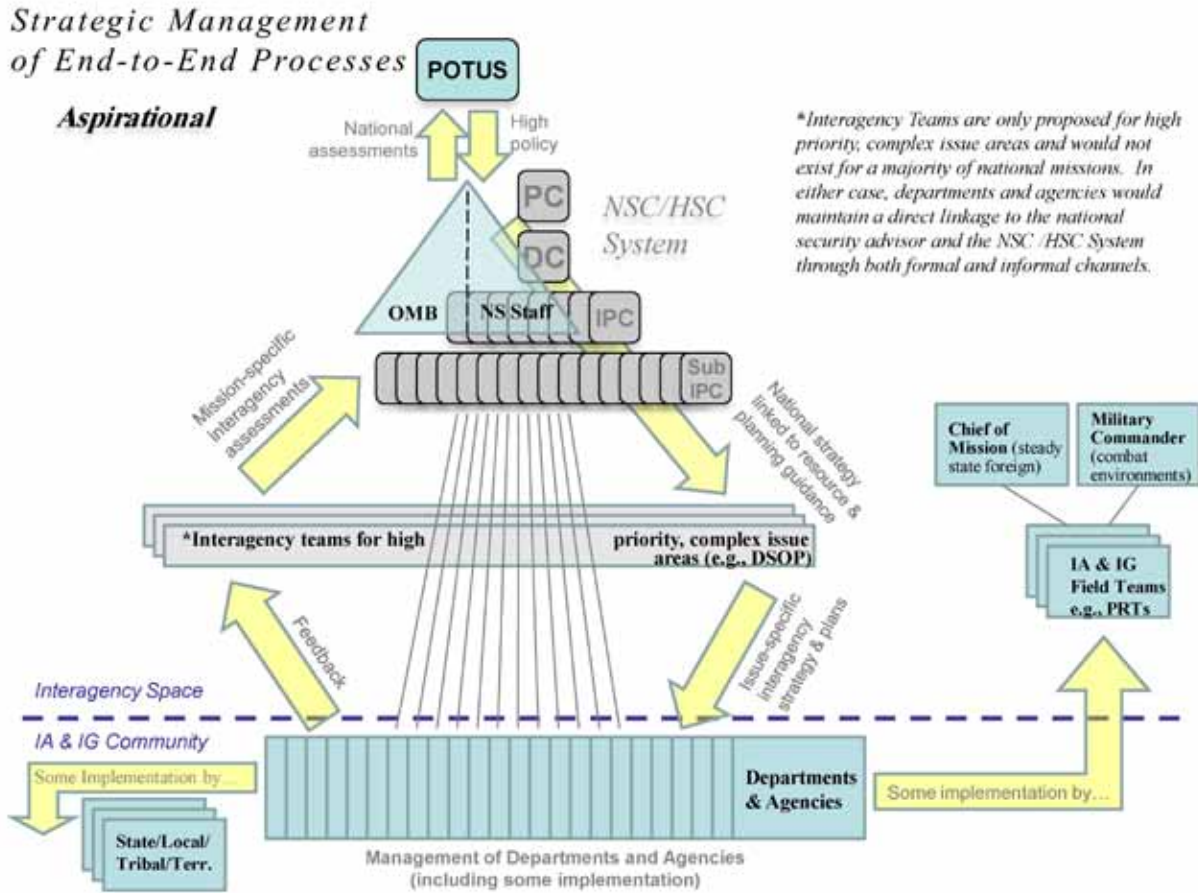 Strategic Management
of End-to-End Processes
Aspirational
POTUS
National
assessments
High
policy
*Interagency Teams are only proposed for high
priority, complex issue areas and would not
exist for a majority of national missions.  In
either case, departments and agencies would
maintain a direct linkage to the national
security advisor and the NSC /HSC System
through both formal and informal channels.
PC
DC
NSC/HSC
System
OMB
NS Staff
IPC
Sub
IPC
Mission-specific
interagency
assessments
National strategy
linked to resource &
planning guidance
Chief of
Mission (steady
state foreign)
Military
Commander
(combat
environments)
*Interagency teams for high
priority, complex issue
areas (e.g., DSOP)
IA & IG
Field Teams
e.g., PRTs
Feedback
Issue-specific
interagency
strategy & plans
Interagency Space
IA & IG Community
Some Implementation by…
State/Local/
Tribal/Terr.
Departments
& Agencies
Some implementation by…
Management of Departments and Agencies
(including some implementation)